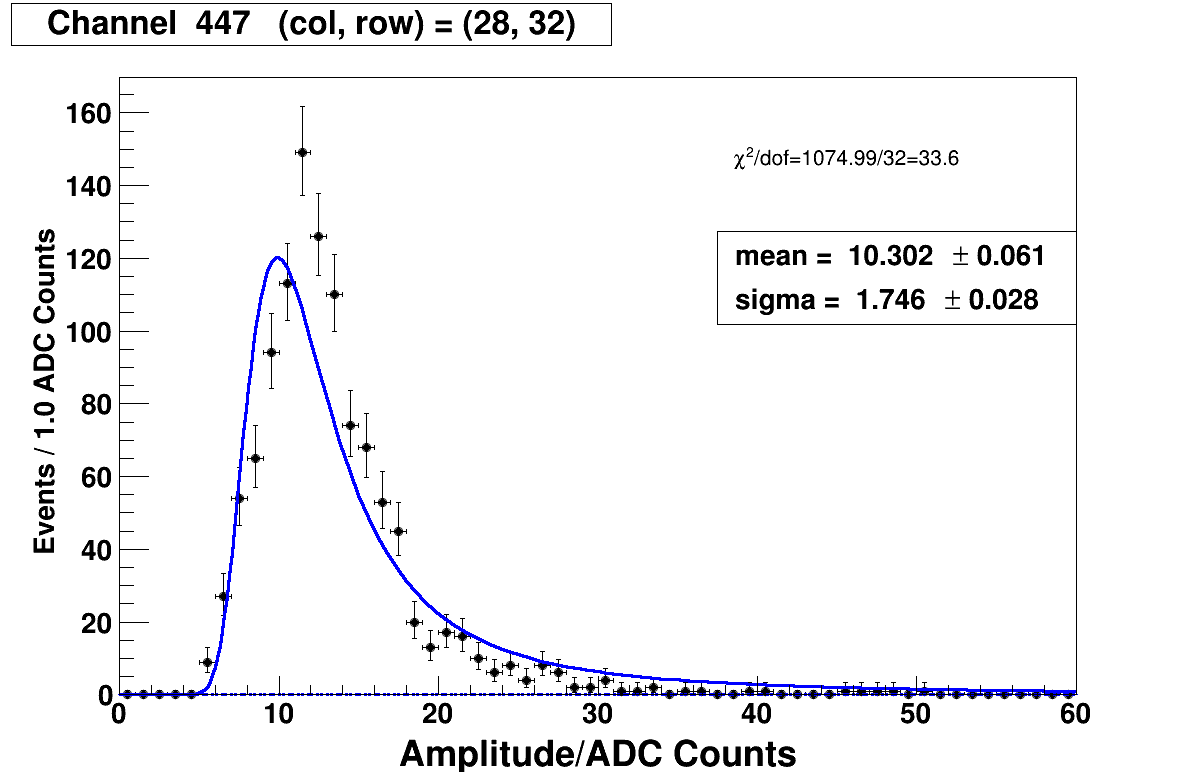 Channel 447 (col, row) = (28, 32)
160
140
120
100
80
60
40
20
0
Events / 1.0 ADC Counts
χ²/dof=1074.99/32=33.6
mean = 10.302 ± 0.061
sigma = 1.746 ± 0.028
0 10 20 30 40 50 60
Amplitude/ADC Counts